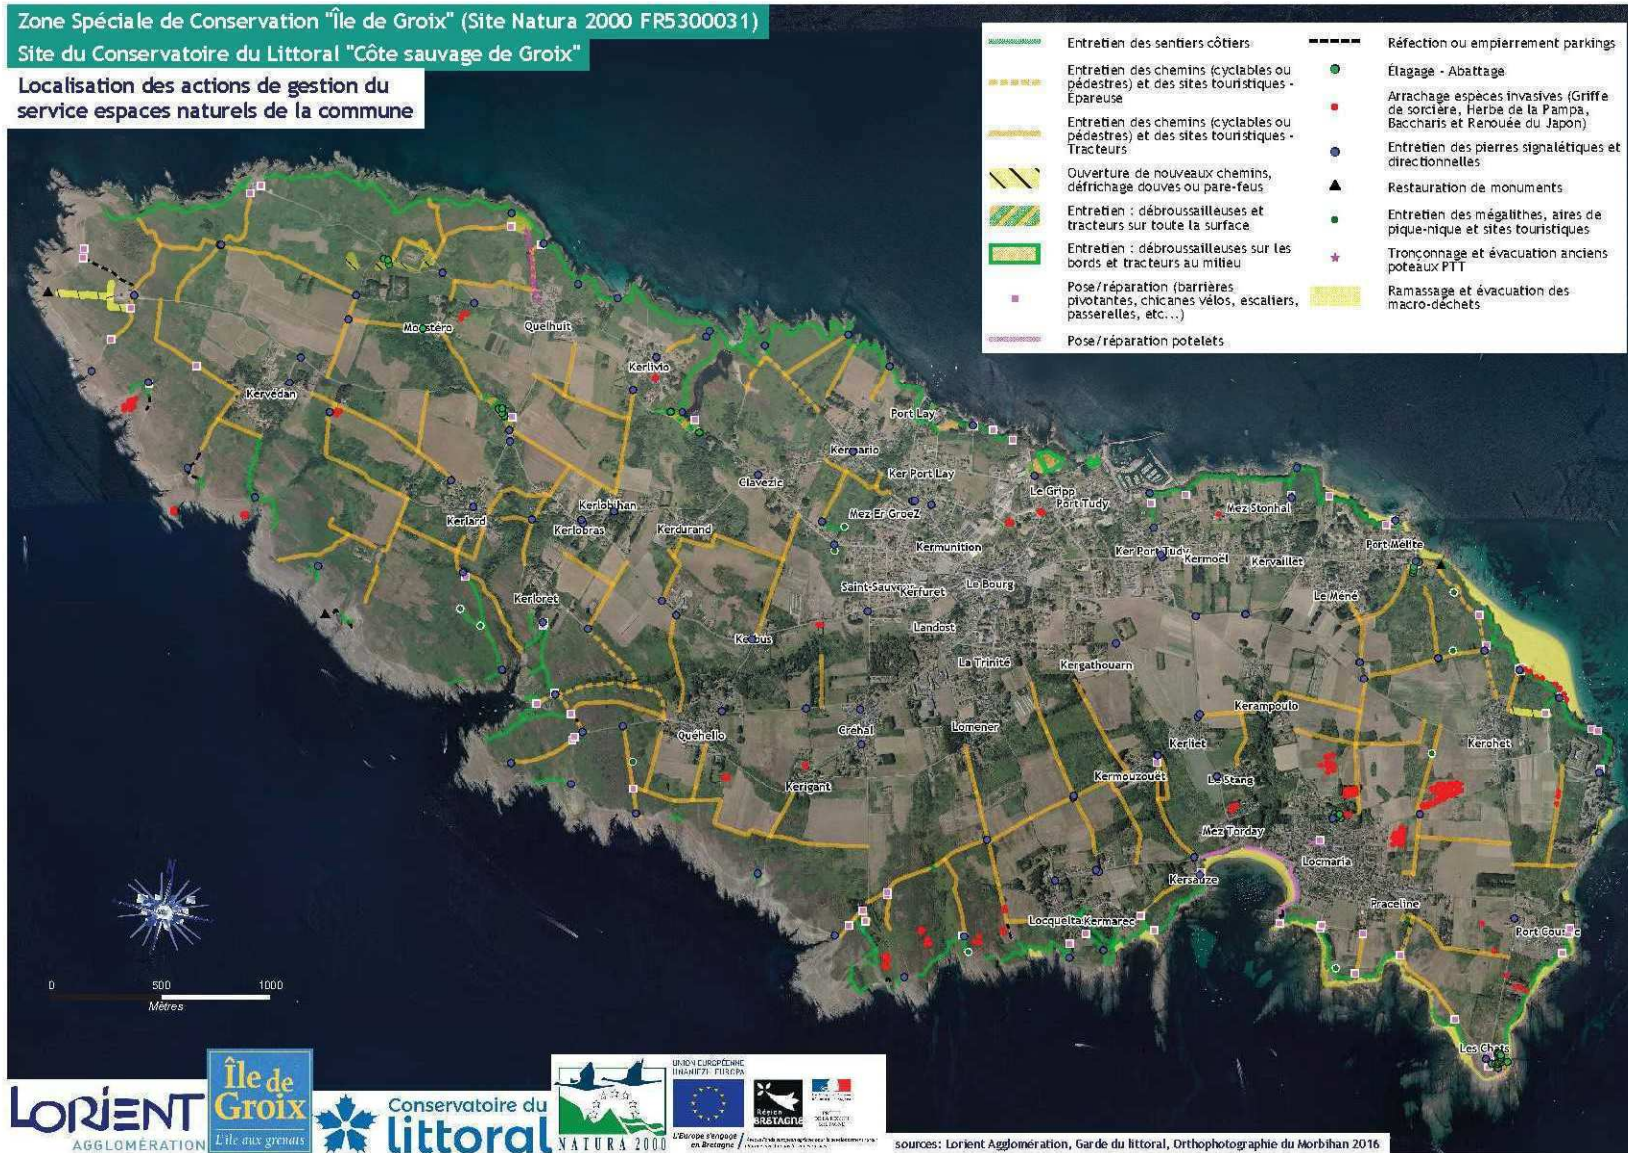 Zone Spéciale de Conservation "Île de Groix" (Site Natura 2000 FR5300031)
Site du Conservatoire du Littoral "Côte sauvage de Groix"
Localisation des actions de gestion du
service espaces naturels de la commune
Entretien des sentiers côtiers
Entretien des chemins (cyclables ou
pédestres) et des sites touristiques -
Épareuse
Entretien des chemins (cyclables ou
pédestres) et des sites touristiques -
Tracteurs
Ouverture de nouveaux chemins,
défrichage douves ou pare-feus
Entretien : débroussailleuses et
tracteurs sur toute la surface
Entretien : débroussailleuses sur les
bords et tracteurs au milieu
Pose/réparation (barrières
pivotantes, chicanes vélos, escaliers,
passerelles, etc...)
Pose/réparation potelets
Réfection ou empierrement parkings
Élagage - Abattage
Arrachage espèces invasives (Griffe
de sorcière, Herbe de la Pampa,
Baccharis et Renouée du Japon)
Entretien des pierres signalétiques et
directionnelles
Restauration de monuments
Entretien des mégalithes, aires de
pique-nique et sites touristiques
Tronçonnage et évacuation anciens
poteaux PTT
Ramassage et évacuation des
macro-déchets
Quelhuit
Kerlivio
Kervédan
Port Lay
Kermario
Ker Port Lay
Clavezic
Le Gripp
Port Tudy
Mez Er GroeZ
Mez Stonhal
Kerlard
Kerlobihan
Kerlobras
Kerdurand
Kermunition
Ker Port Tudy
Kermoël
Kervaillet
Port Mélite
Le Bourg
Kerfuret
Kerloret
Le Méné
Landost
La Trinité
Kergathouarn
Kerampoulo
Quéhello
Créhal
Lomener
Kerliet
Kerohet
Kerigant
Kermouzouët
Le Stang
Mez Torday
Locmaria
Kersauze
Praceline
Locqueltas
Kermarec
Les Chats
0 500 1000
Mètres
LORIENT
AGGLOMÉRATION
Île de
Groix
L'île aux grenats
Conservatoire du
littoral
NATURA 2000
UNION EUROPÉENNE
UNANIEZH EUROPA
L'Europe s'engage
en Bretagne
Région
BRETAGNE
sources: Lorient Agglomération, Garde du littoral, Orthophotographie du Morbihan 2016